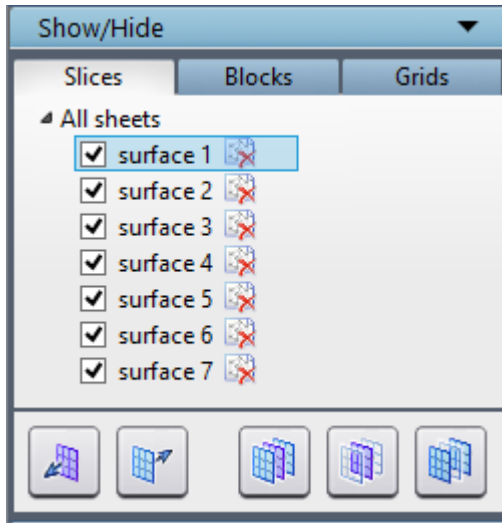 Show/Hide
Slices Blocks Grids
All sheets
surface 1
surface 2
surface 3
surface 4
surface 5
surface 6
surface 7